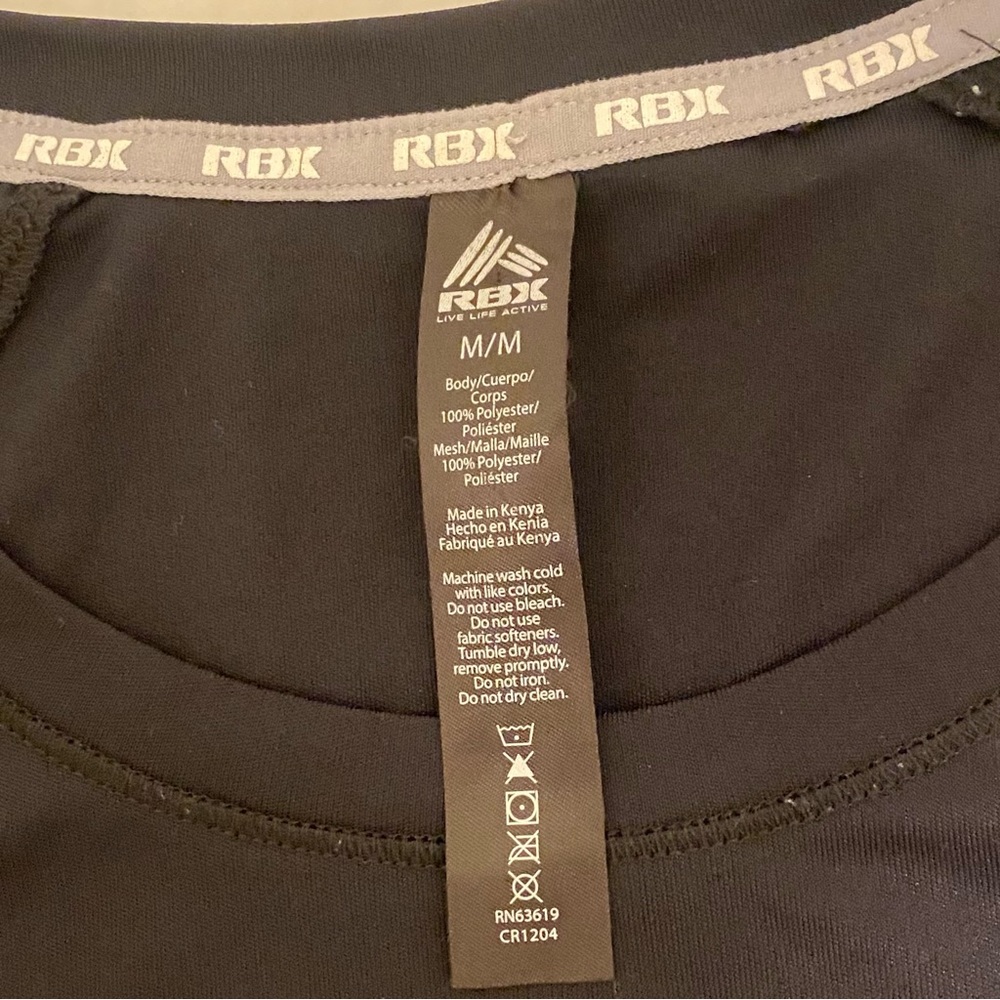 RBX RBX RBX RBX RBX
RBX
LIVE LIFE ACTIVE
M/M
Body/Cuerpo/
Corps
100% Polyester/
Poliéster
Mesh/Malla/Maille
100% Polyester/
Poliéster
Made in Kenya
Hecho en Kenia
Fabriqué au Kenya
Machine wash cold
with like colors.
Do not use bleach.
Do not use
fabric softeners.
Tumble dry low,
remove promptly.
Do not iron.
Do not dry clean.
RN63619
CR1204